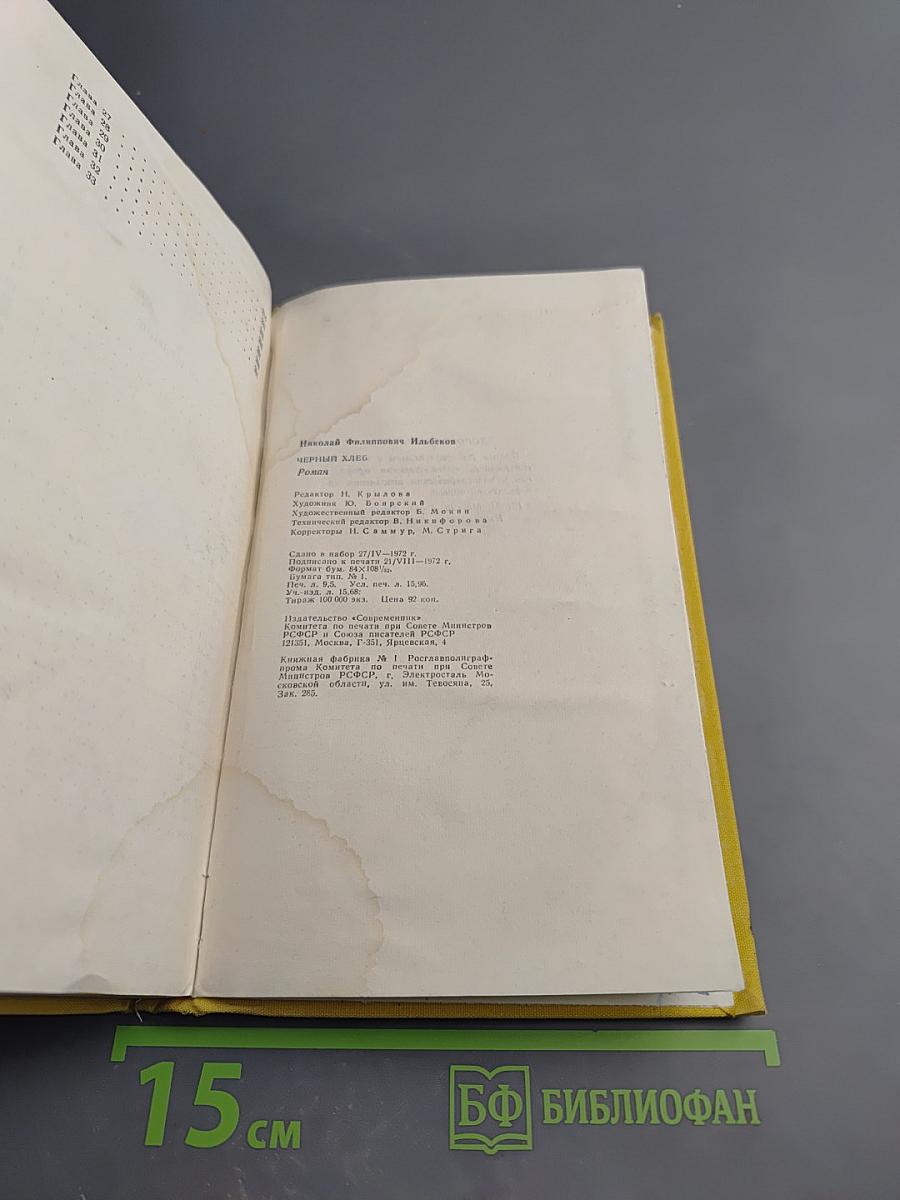 Глава 27
Глава 28
Глава 29
Глава 30
Глава 31
Глава 32
Глава 33
Николай Филиппович Ильбеков
ЧЕРНЫЙ ХЛЕБ
Роман
Редактор Н. Крылова
Художник Ю. Боярский
Художественный редактор Б. Мокин
Технический редактор В. Никифорова
Корректоры Н. Саммур, М. Стрига
Сдано в набор 27/IV—1972 г.
Подписано к печати 21/VIII—1972 г.
Формат бум. 84×108¹/₃₂.
Бумага тип. № 1.
Печ. л. 9,5. Усл. печ. л. 15,96.
Уч.-изд. л. 15,68.
Тираж 100 000 экз. Цена 92 коп.
Издательство «Современник»
Комитета по печати при Совете Министров
РСФСР и Союза писателей РСФСР
121351, Москва, Г-351, Ярцевская, 4
Книжная фабрика № 1 Росглавполиграф-
прома Комитета по печати при Совете
Министров РСФСР, г. Электросталь Мо-
сковской области, ул. им. Тевосяна, 25.
Зак. 285.
15 см
БФ БИБЛИОФАН